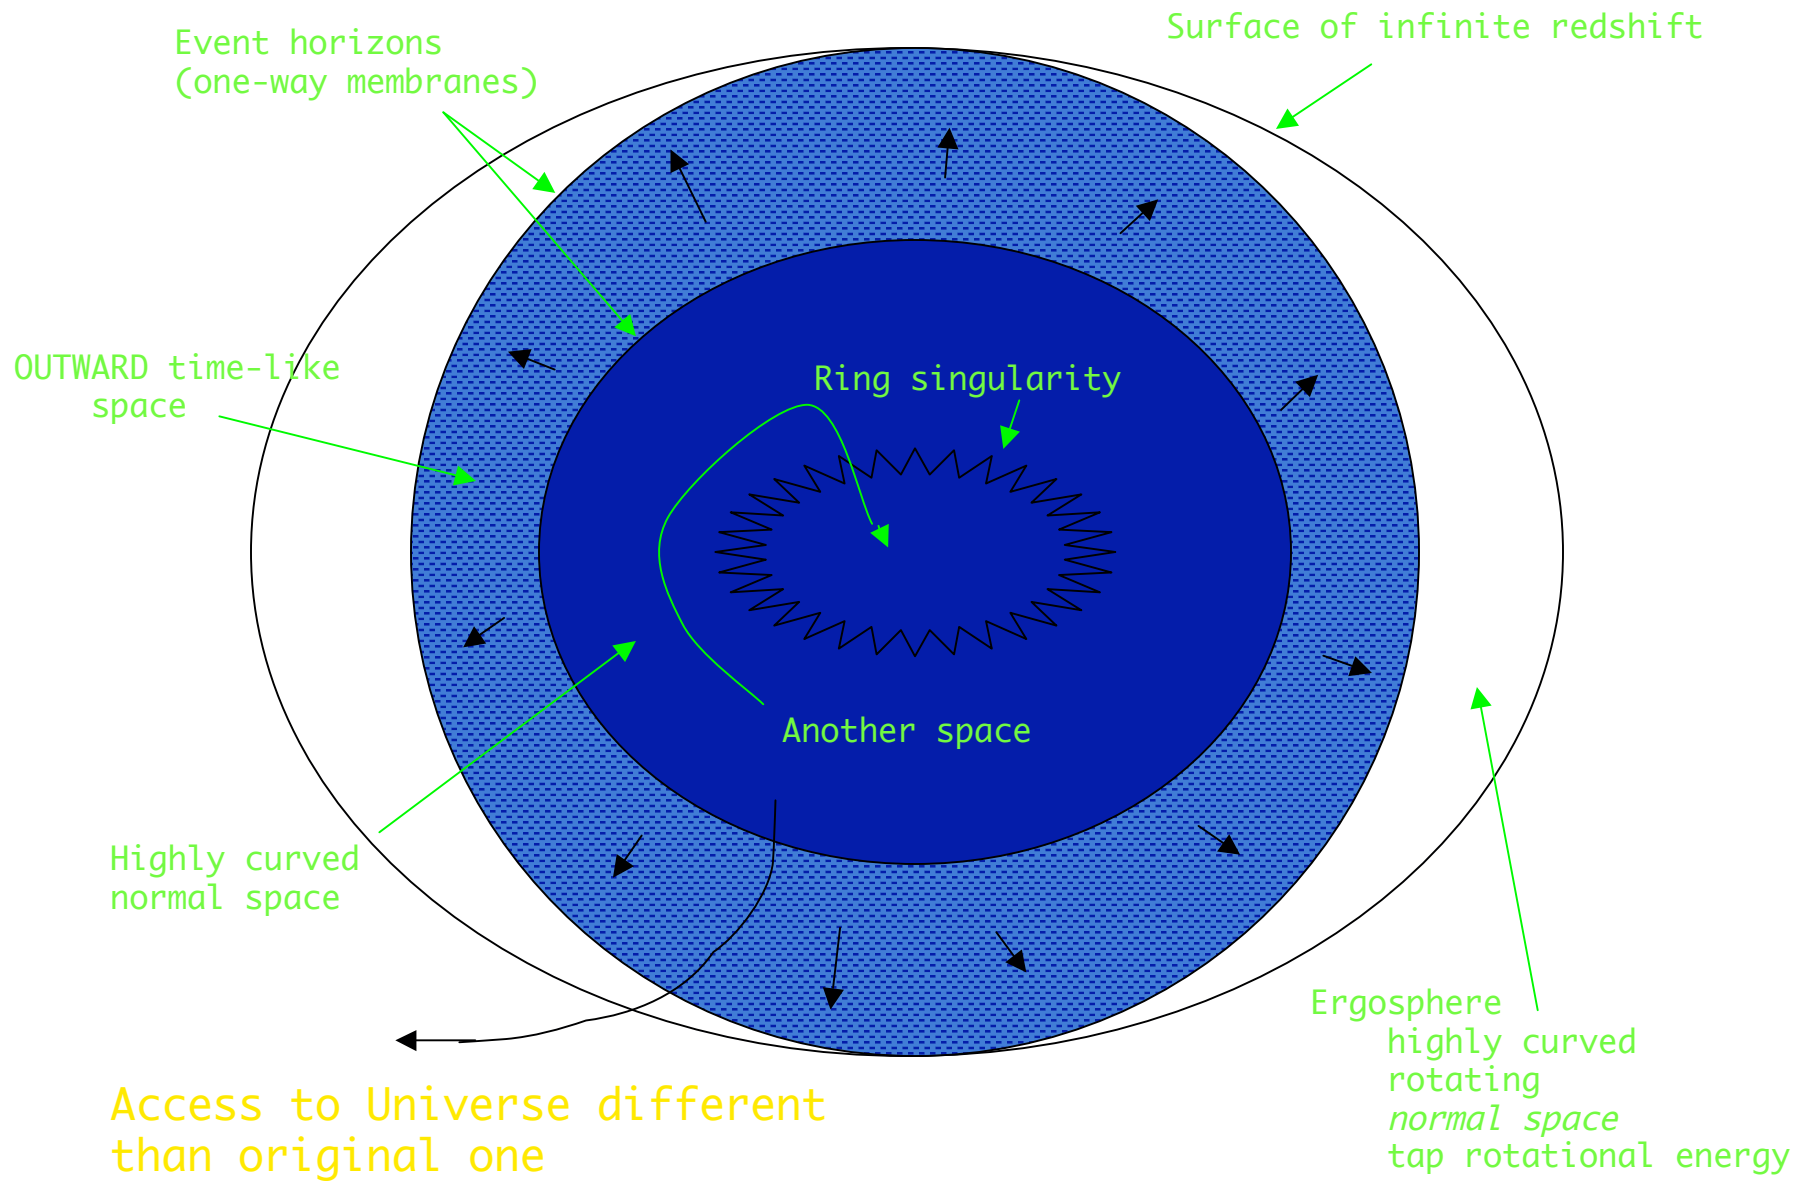 Event horizons
(one-way membranes)
Surface of infinite redshift
OUTWARD time-like
space
Ring singularity
Another space
Highly curved
normal space
Ergosphere
highly curved
rotating
normal space
tap rotational energy
Access to Universe different
than original one